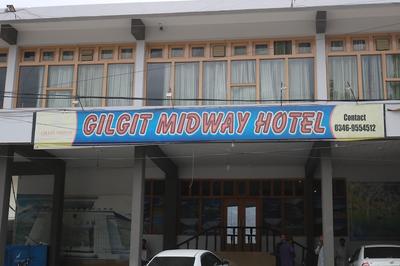 GILGIT MIDWAY HOTEL
Contact
0346-9554512